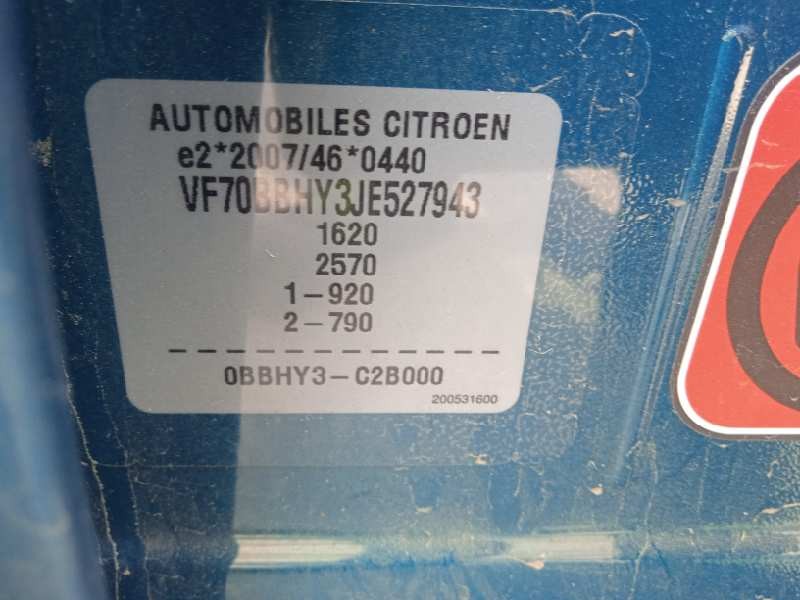 AUTOMOBILES CITROEN
e2*2007/46*0440
VF70BBHY3JE527943
1620
2570
1-920
2-790
------------
0BBHY3-C2B000
200531600